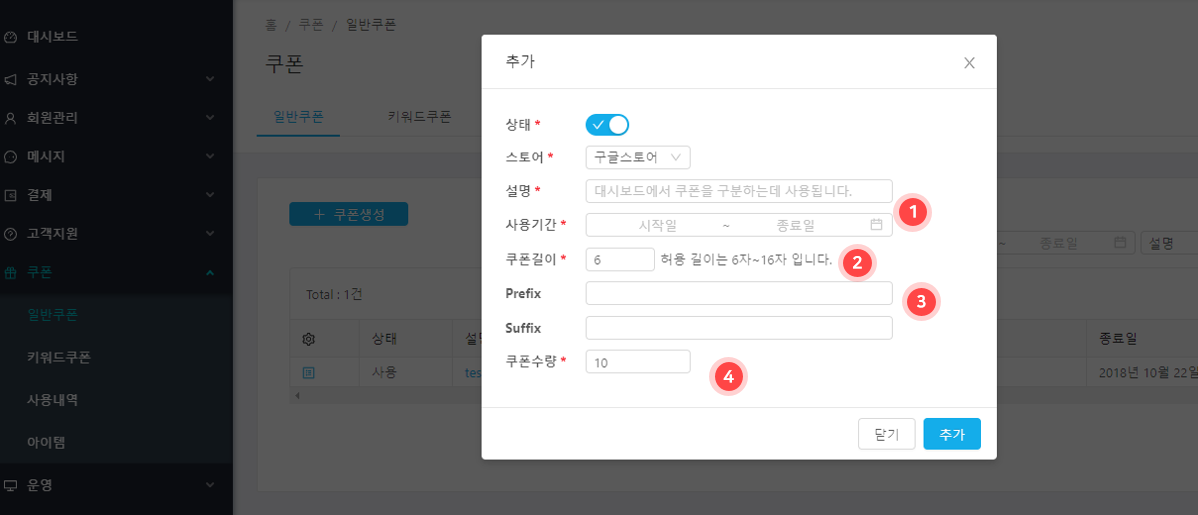 홈 / 쿠폰 / 일반쿠폰
쿠폰
일반쿠폰 키워드쿠폰
대시보드
공지사항
회원관리
메시지
결제
고객지원
쿠폰
일반쿠폰
키워드쿠폰
사용내역
아이템
운영
+ 쿠폰생성
~ 종료일 설명
Total : 1건
상태 종료일
사용 tes 2018년 10월 22일
추가
상태 *
스토어 * 구글스토어
설명 * 대시보드에서 쿠폰을 구분하는데 사용됩니다.
1
사용기간 * 시작일 ~ 종료일
쿠폰길이 * 6 허용 길이는 6자~16자 입니다.
2
Prefix
3
Suffix
쿠폰수량 * 10
4
닫기 추가